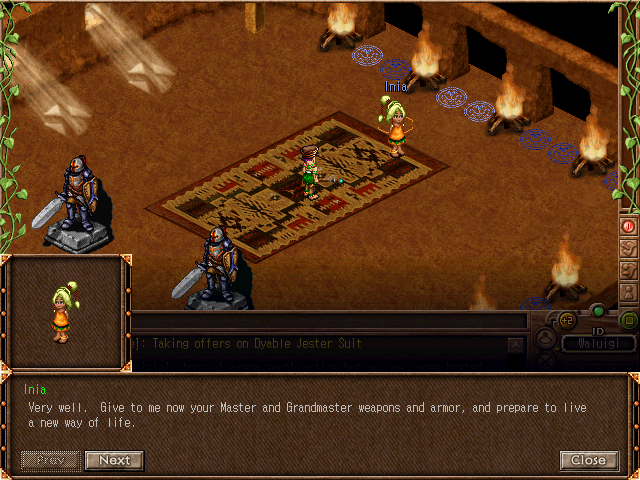 Inia
+2
ID
Waluigi
]: Taking offers on Dyable Jester Suit
Inia
Very well. Give to me now your Master and Grandmaster weapons and armor, and prepare to live
a new way of life.
Prev
Next
Close